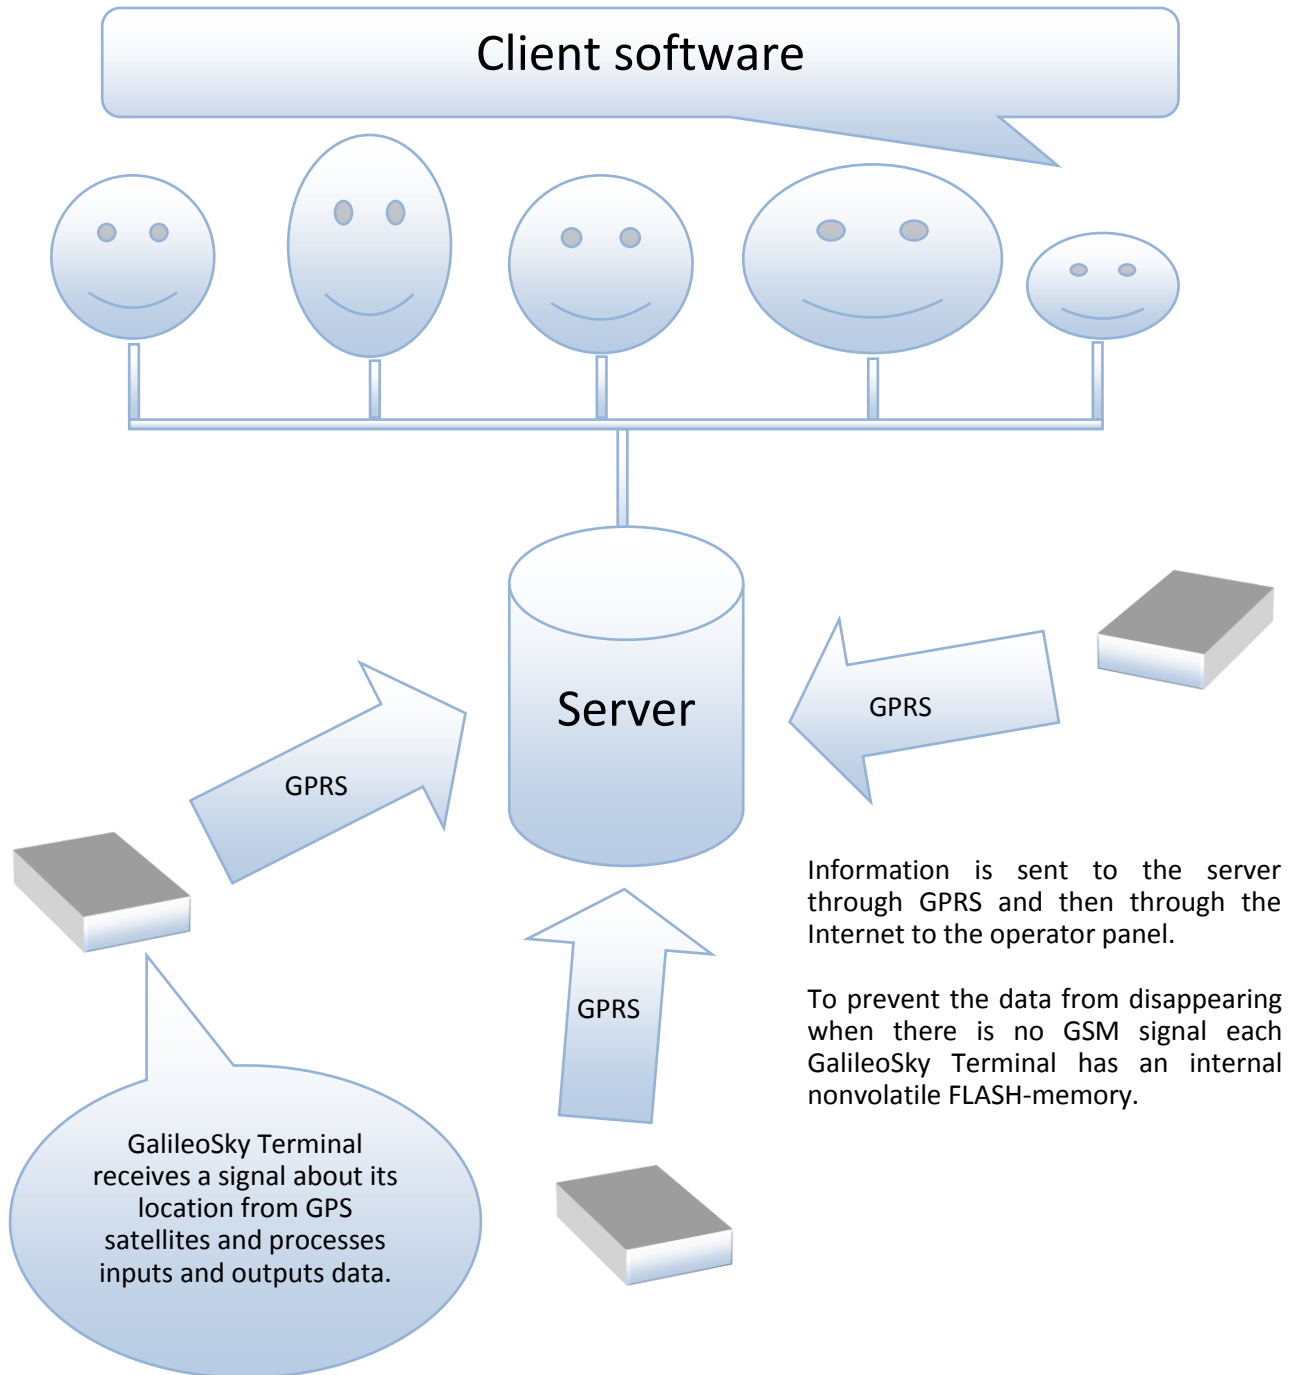 Client software
Server
GPRS
GPRS
GPRS
Information is sent to the server
through GPRS and then through the
Internet to the operator panel.
To prevent the data from disappearing
when there is no GSM signal each
GalileoSky Terminal has an internal
nonvolatile FLASH-memory.
GalileoSky Terminal
receives a signal about its
location from GPS
satellites and processes
inputs and outputs data.